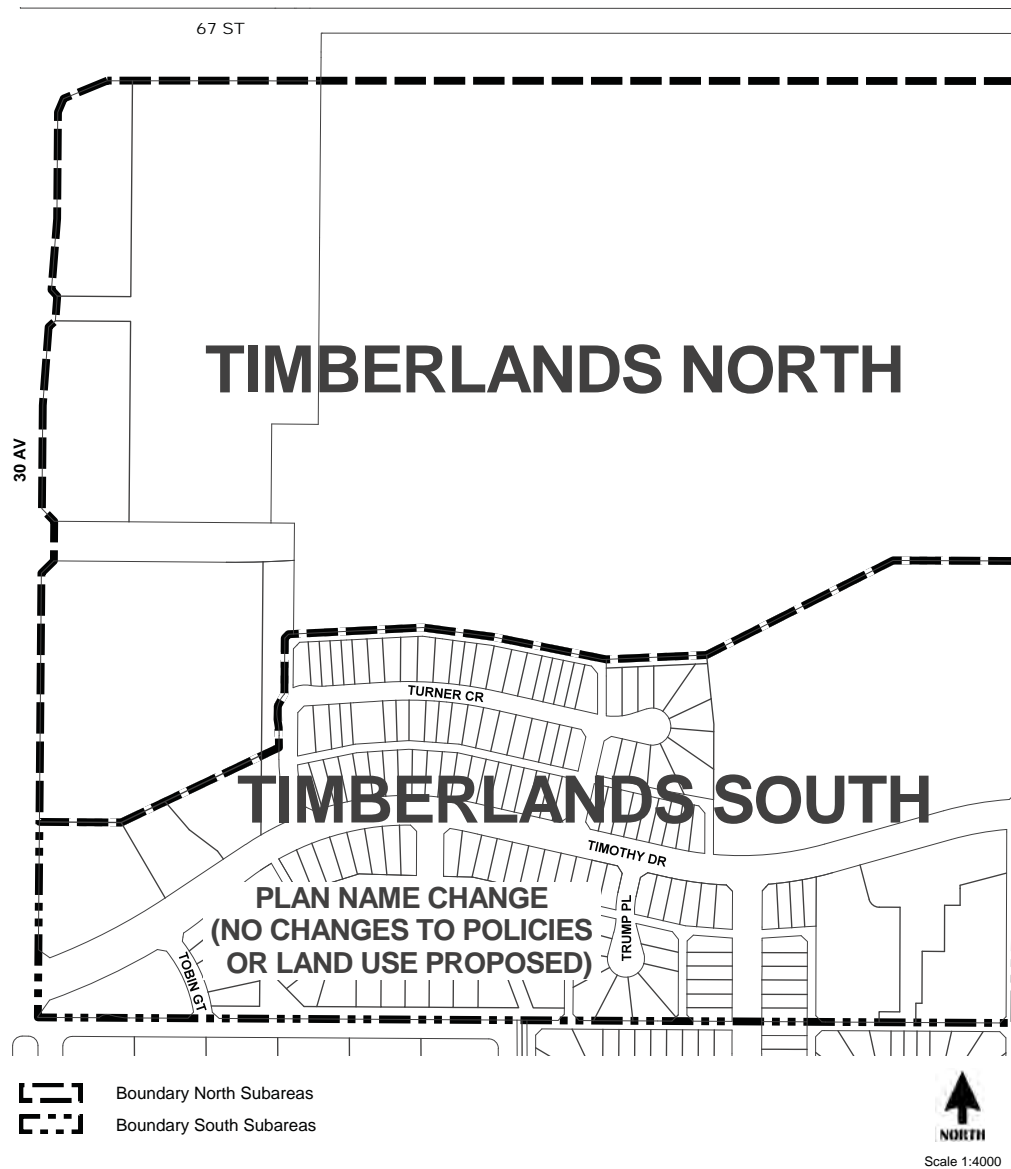 67 ST
TIMBERLANDS NORTH
30 AV
TURNER CR
TIMBERLANDS SOUTH
TIMOTHY DR
PLAN NAME CHANGE
(NO CHANGES TO POLICIES
OR LAND USE PROPOSED)
TRUMP PL
TOBIN GT
Boundary North Subareas
Boundary South Subareas
NORTH
Scale 1:4000